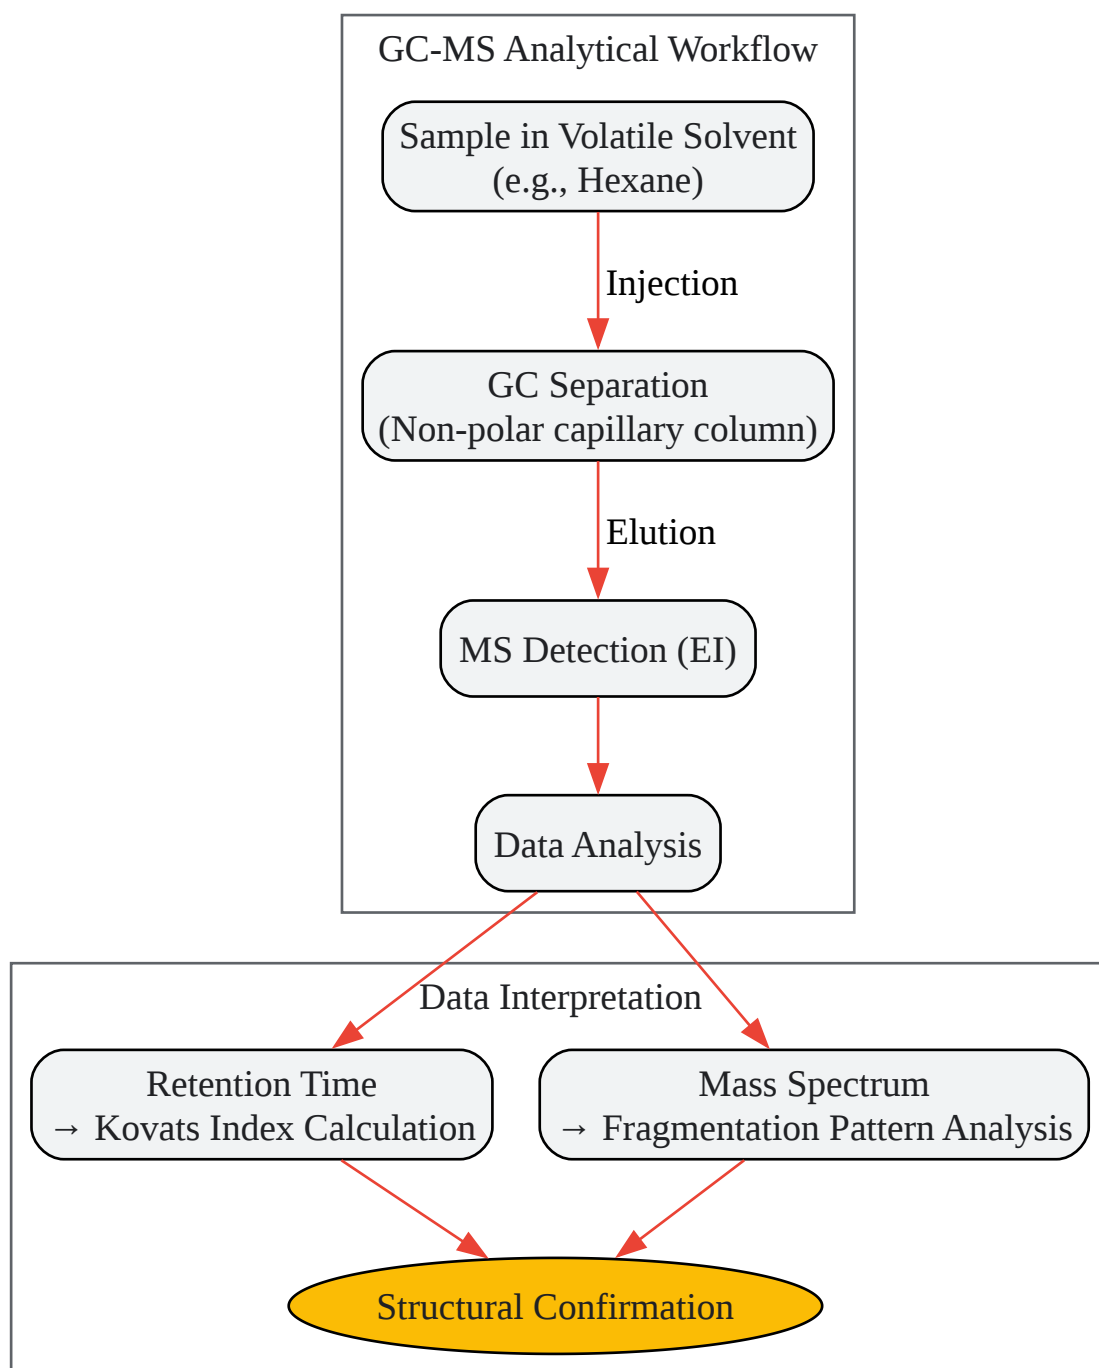 GC-MS Analytical Workflow
Sample in Volatile Solvent
(e.g., Hexane)
Injection
GC Separation
(Non-polar capillary column)
Elution
MS Detection (EI)
Data Analysis
Data Interpretation
Retention Time
→ Kovats Index Calculation
Mass Spectrum
→ Fragmentation Pattern Analysis
Structural Confirmation